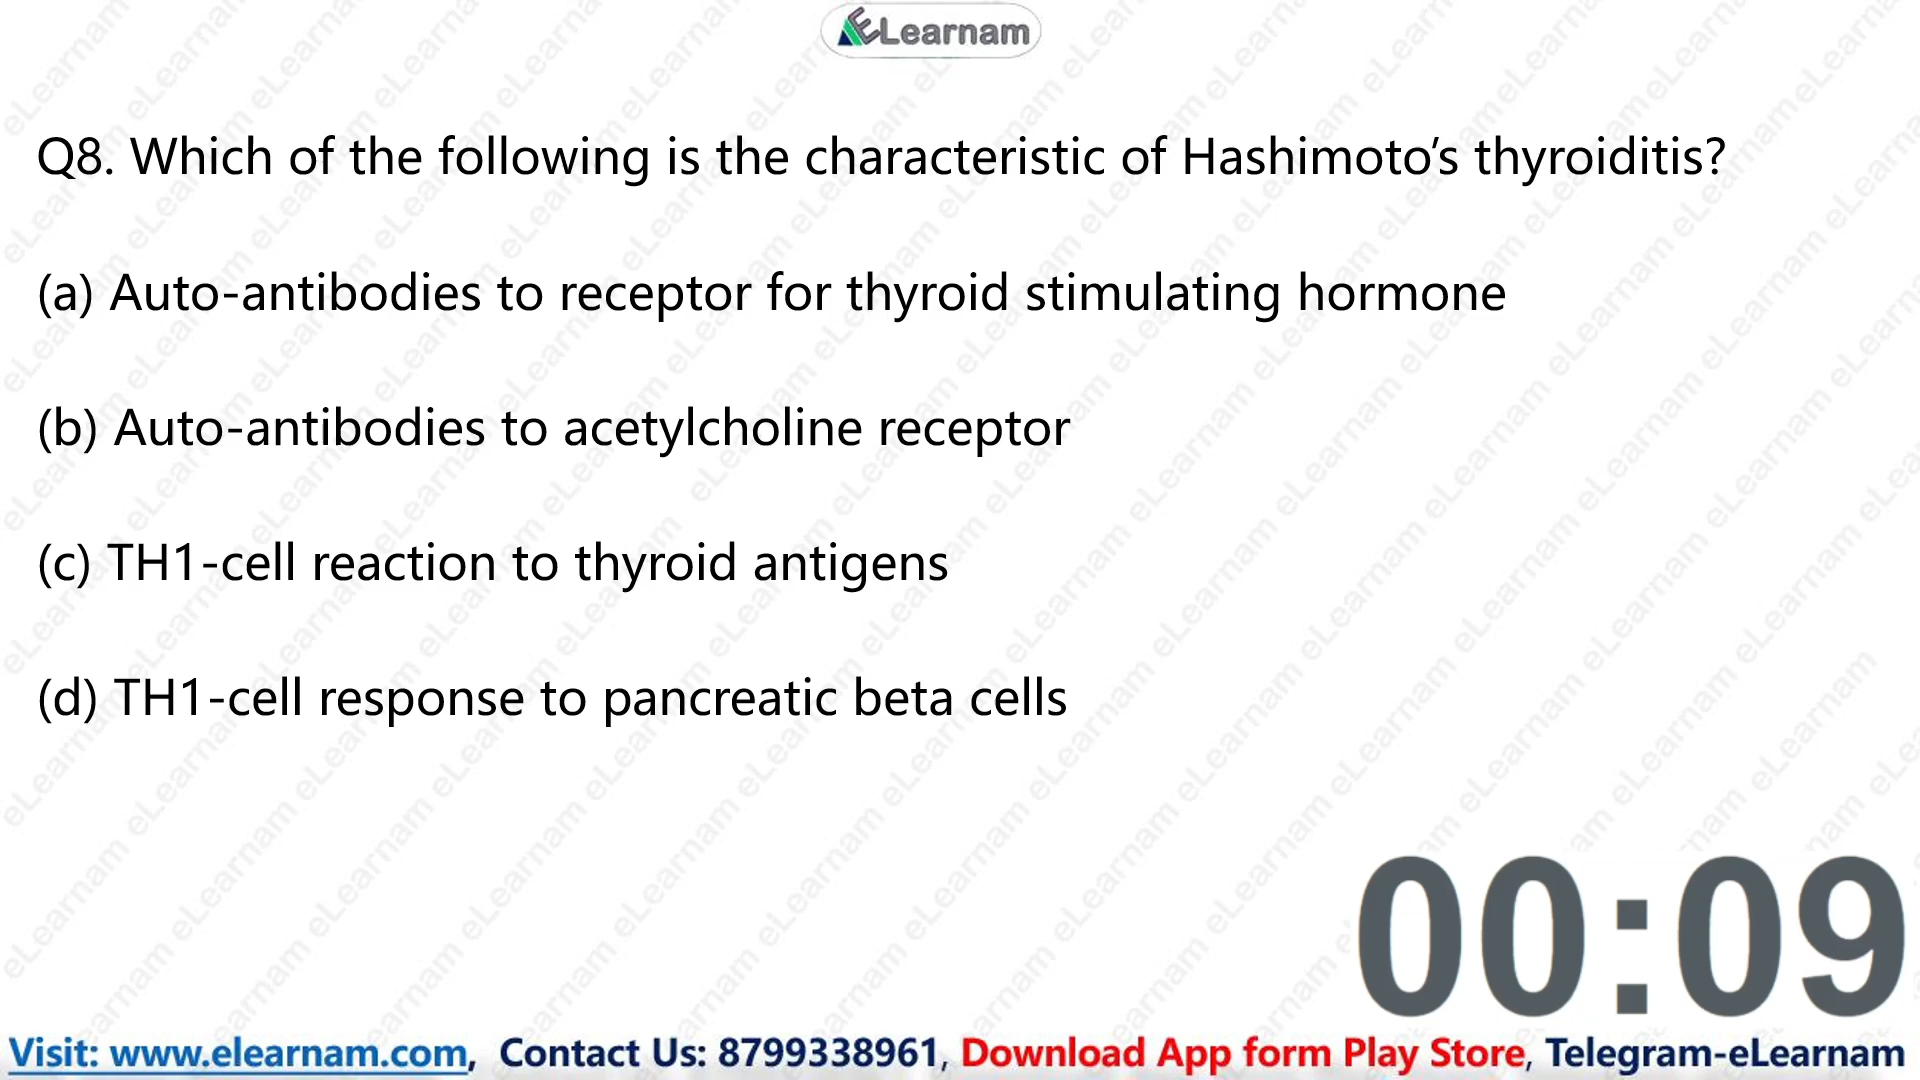 ELearnam
Q8. Which of the following is the characteristic of Hashimoto’s thyroiditis?
(a) Auto-antibodies to receptor for thyroid stimulating hormone
(b) Auto-antibodies to acetylcholine receptor
(c) TH1-cell reaction to thyroid antigens
(d) TH1-cell response to pancreatic beta cells
00:09
Visit: www.elearnam.com, Contact Us: 8799338961, Download App form Play Store, Telegram-eLearnam